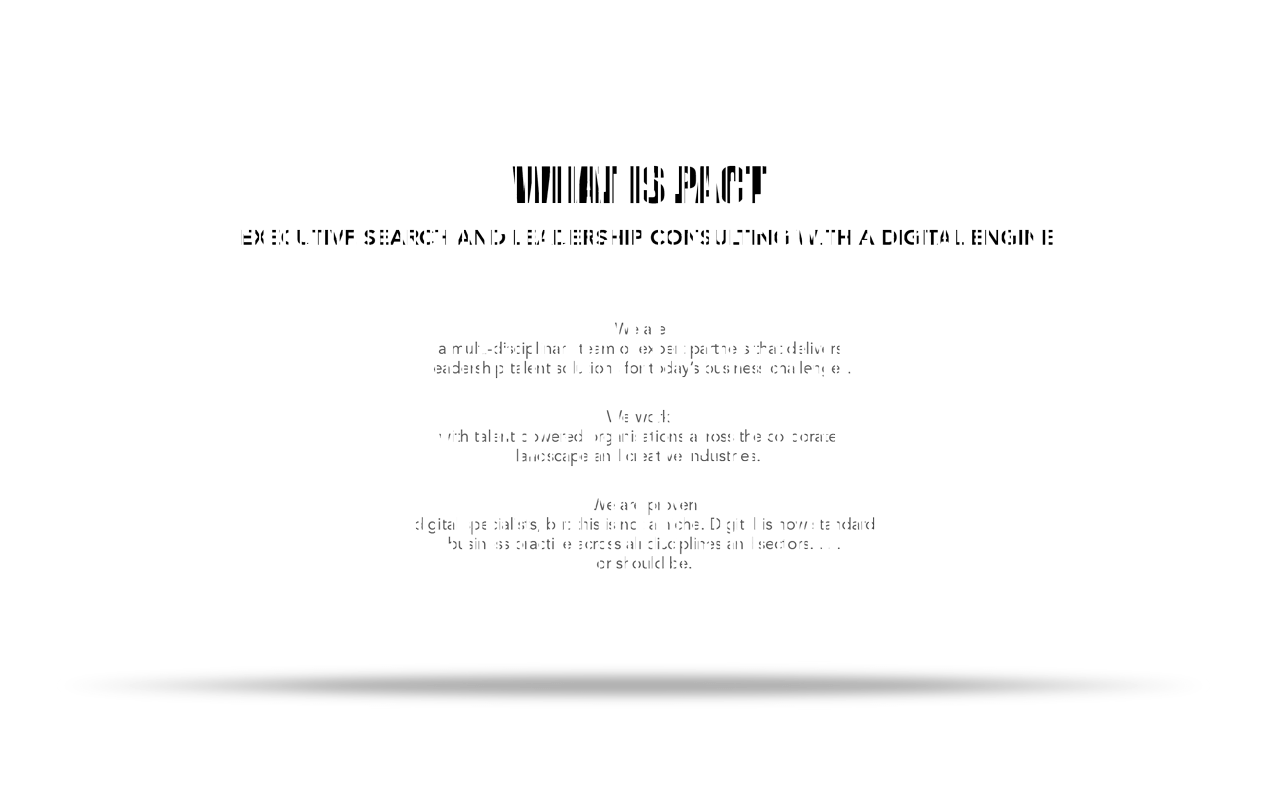 WHAT IS PACT
EXECUTIVE SEARCH AND LEADERSHIP CONSULTING WITH A DIGITAL ENGINE
We are
a multi-disciplinary team of expert partners that delivers
leadership talent solutions for today's business challenges.
We work
with talent powered organisations across the corporate
landscape and creative industries.
We are proven
digital specialists, but this is not a niche. Digital is now standard
business practice across all disciplines and sectors. . . .
or should be.